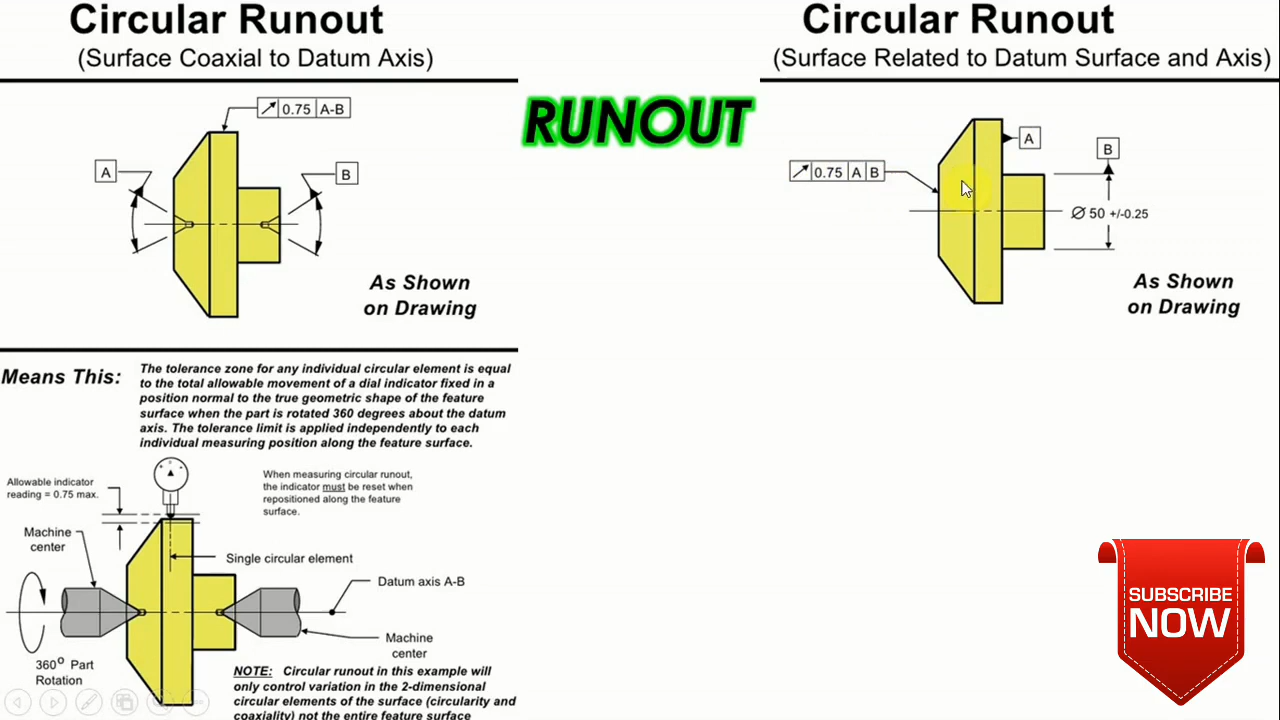 Circular Runout
(Surface Coaxial to Datum Axis)
0.75 A-B
A
B
As Shown
on Drawing
Means This:
The tolerance zone for any individual circular element is equal
to the total allowable movement of a dial indicator fixed in a
position normal to the true geometric shape of the feature
surface when the part is rotated 360 degrees about the datum
axis. The tolerance limit is applied independently to each
individual measuring position along the feature surface.
Allowable indicator
reading = 0.75 max.
When measuring circular runout,
the indicator must be reset when
repositioned along the feature
surface.
Machine
center
Single circular element
Datum axis A-B
Machine
center
360° Part
Rotation
NOTE: Circular runout in this example will
only control variation in the 2-dimensional
circular elements of the surface (circularity and
coaxiality) not the entire feature surface
RUNOUT
Circular Runout
(Surface Related to Datum Surface and Axis)
A
B
0.75 A B
Ø 50 +/-0.25
As Shown
on Drawing
SUBSCRIBE
NOW